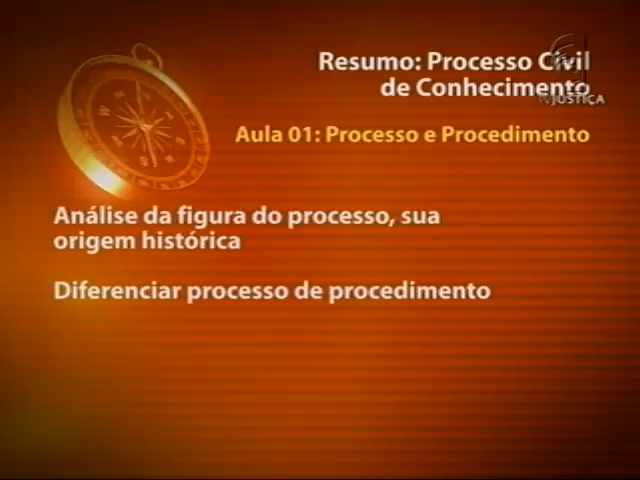 Resumo: Processo Civil
de Conhecimento
TV JUSTIÇA
Aula 01: Processo e Procedimento
Análise da figura do processo, sua
origem histórica
Diferenciar processo de procedimento